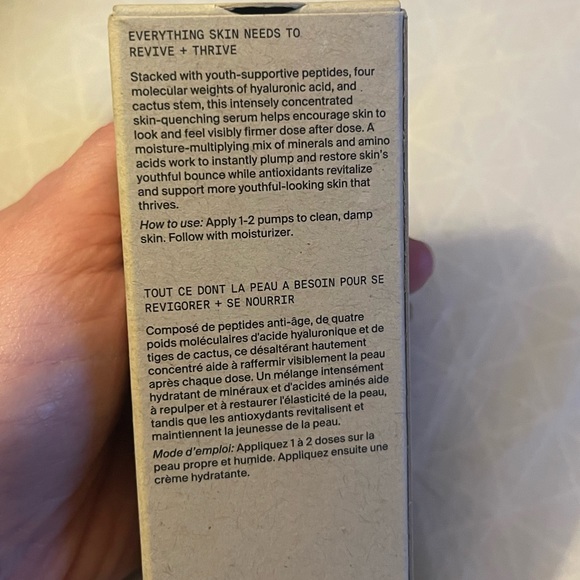 EVERYTHING SKIN NEEDS TO
REVIVE + THRIVE
Stacked with youth-supportive peptides, four
molecular weights of hyaluronic acid, and
cactus stem, this intensely concentrated
skin-quenching serum helps encourage skin to
look and feel visibly firmer dose after dose. A
moisture-multiplying mix of minerals and amino
acids work to instantly plump and restore skin's
youthful bounce while antioxidants revitalize
and support more youthful-looking skin that
thrives.
How to use: Apply 1-2 pumps to clean, damp
skin. Follow with moisturizer.
TOUT CE DONT LA PEAU A BESOIN POUR SE
REVIGORER + SE NOURRIR
Composé de peptides anti-âge, de quatre
poids moléculaires d'acide hyaluronique et de
tiges de cactus, ce désaltérant hautement
concentré aide à raffermir visiblement la peau
après chaque dose. Un mélange intensément
hydratant de minéraux et d'acides aminés aide
à repulper et à restaurer l'élasticité de la peau,
tandis que les antioxydants revitalisent et
maintiennent la jeunesse de la peau.
Mode d'emploi: Appliquez 1 à 2 doses sur la
peau propre et humide. Appliquez ensuite une
crème hydratante.